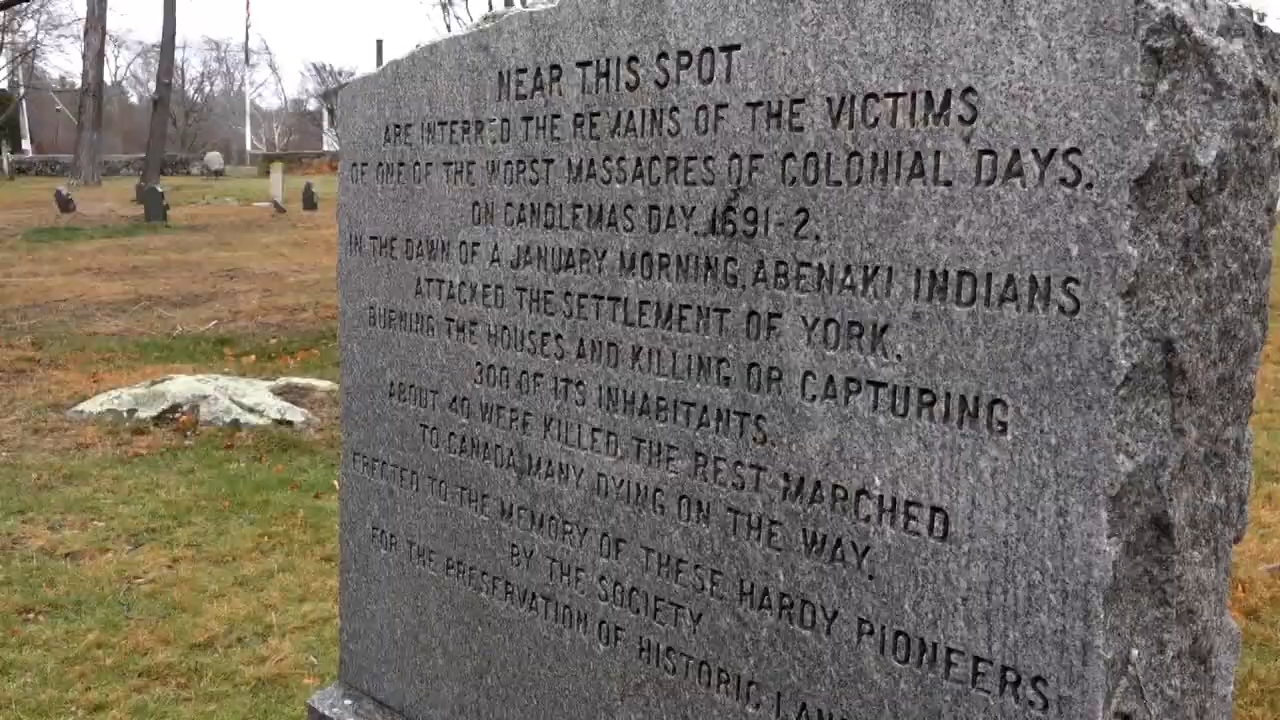 NEAR THIS SPOT
ARE INTERRED THE REMAINS OF THE VICTIMS
OF ONE OF THE WORST MASSACRES OF COLONIAL DAYS.
ON CANDLEMAS DAY, 1691-2,
IN THE DAWN OF A JANUARY MORNING, ABENAKI INDIANS
ATTACKED THE SETTLEMENT OF YORK.
BURNING THE HOUSES AND KILLING OR CAPTURING
300 OF ITS INHABITANTS.
ABOUT 40 WERE KILLED, THE REST MARCHED
TO CANADA, MANY DYING ON THE WAY.
ERECTED TO THE MEMORY OF THESE HARDY PIONEERS
BY THE SOCIETY
FOR THE PRESERVATION OF HISTORIC